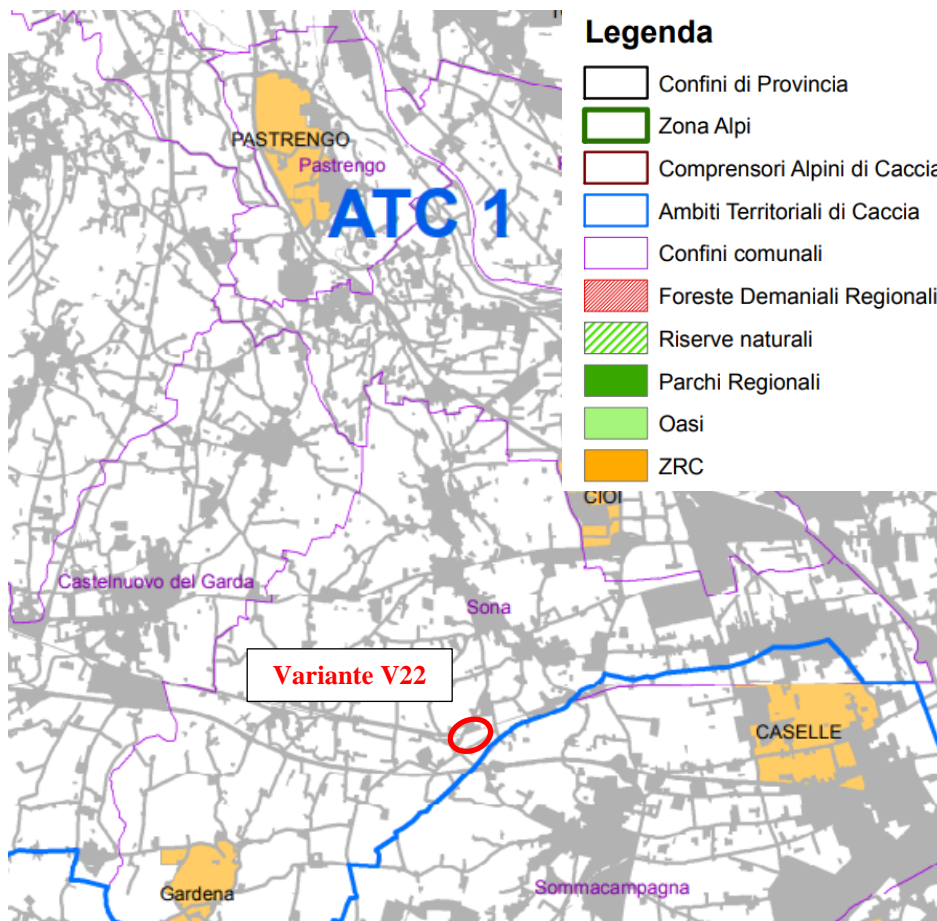 Legenda
Confini di Provincia
Zona Alpi
Comprensori Alpini di Caccia
Ambiti Territoriali di Caccia
Confini comunali
Foreste Demaniali Regionali
Riserve naturali
Parchi Regionali
Oasi
ZRC
PASTRENGO
Pastrengo
ATC 1
CIOI
Castelnuovo del Garda
Sona
Variante V22
CASELLE
Gardena
Sommacampagna